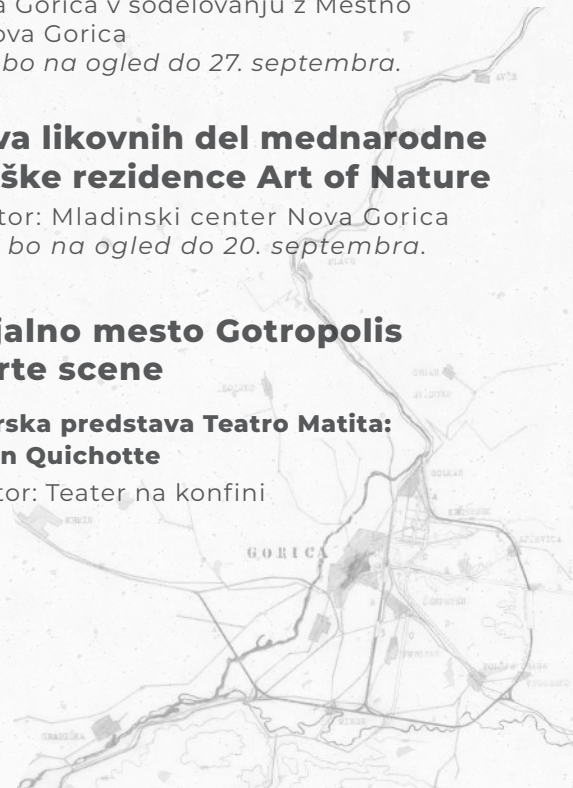 a Gorica v sodelovanju z Mestno
ova Gorica
bo na ogled do 27. septembra.
va likovnih del mednarodne
ške rezidence Art of Nature
tor: Mladinski center Nova Gorica
bo na ogled do 20. septembra.
jalno mesto Gotropolis
rte scene
rska predstava Teatro Matita:
n Quichotte
tor: Teater na konfini
GORICA